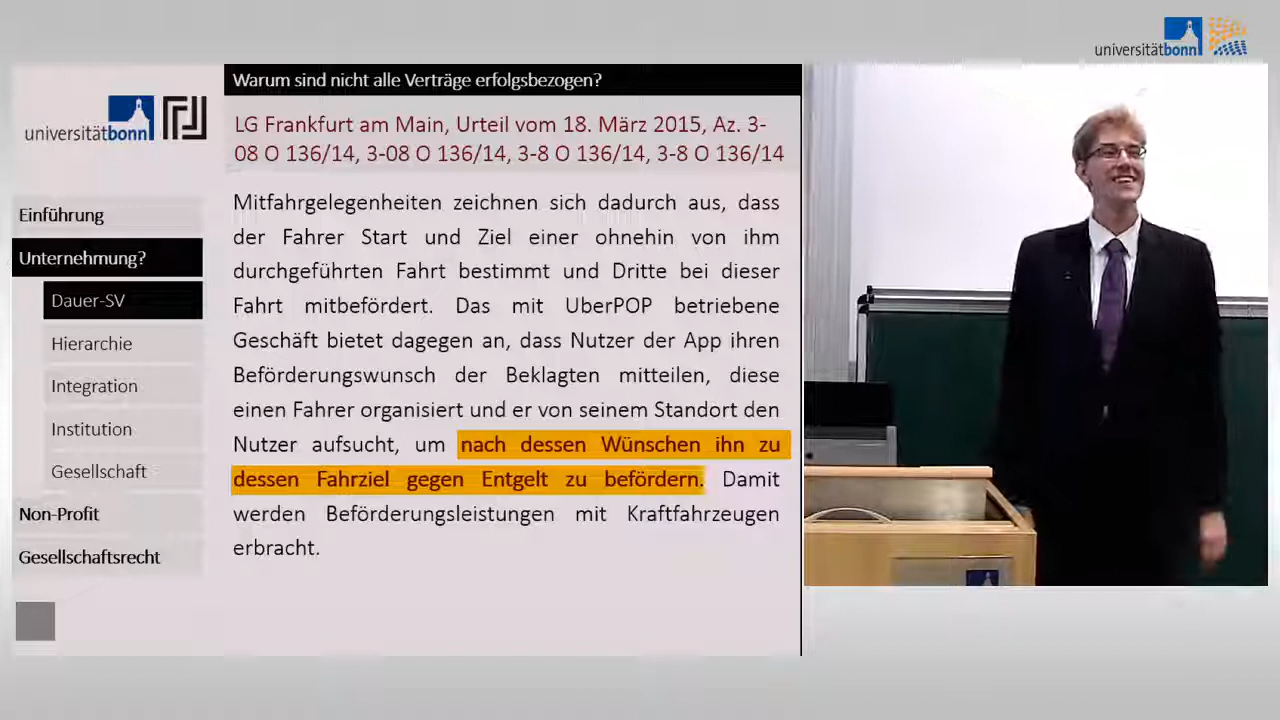 universitätbonn
Warum sind nicht alle Verträge erfolgsbezogen?
universitätbonn
LG Frankfurt am Main, Urteil vom 18. März 2015, Az. 3-
08 O 136/14, 3-08 O 136/14, 3-8 O 136/14, 3-8 O 136/14
Einführung
Unternehmung?
Dauer-SV
Hierarchie
Integration
Institution
Gesellschaft
Non-Profit
Gesellschaftsrecht
Mitfahrgelegenheiten zeichnen sich dadurch aus, dass
der Fahrer Start und Ziel einer ohnehin von ihm
durchgeführten Fahrt bestimmt und Dritte bei dieser
Fahrt mitbefördert. Das mit UberPOP betriebene
Geschäft bietet dagegen an, dass Nutzer der App ihren
Beförderungswunsch der Beklagten mitteilen, diese
einen Fahrer organisiert und er von seinem Standort den
Nutzer aufsucht, um nach dessen Wünschen ihn zu
dessen Fahrziel gegen Entgelt zu befördern. Damit
werden Beförderungsleistungen mit Kraftfahrzeugen
erbracht.